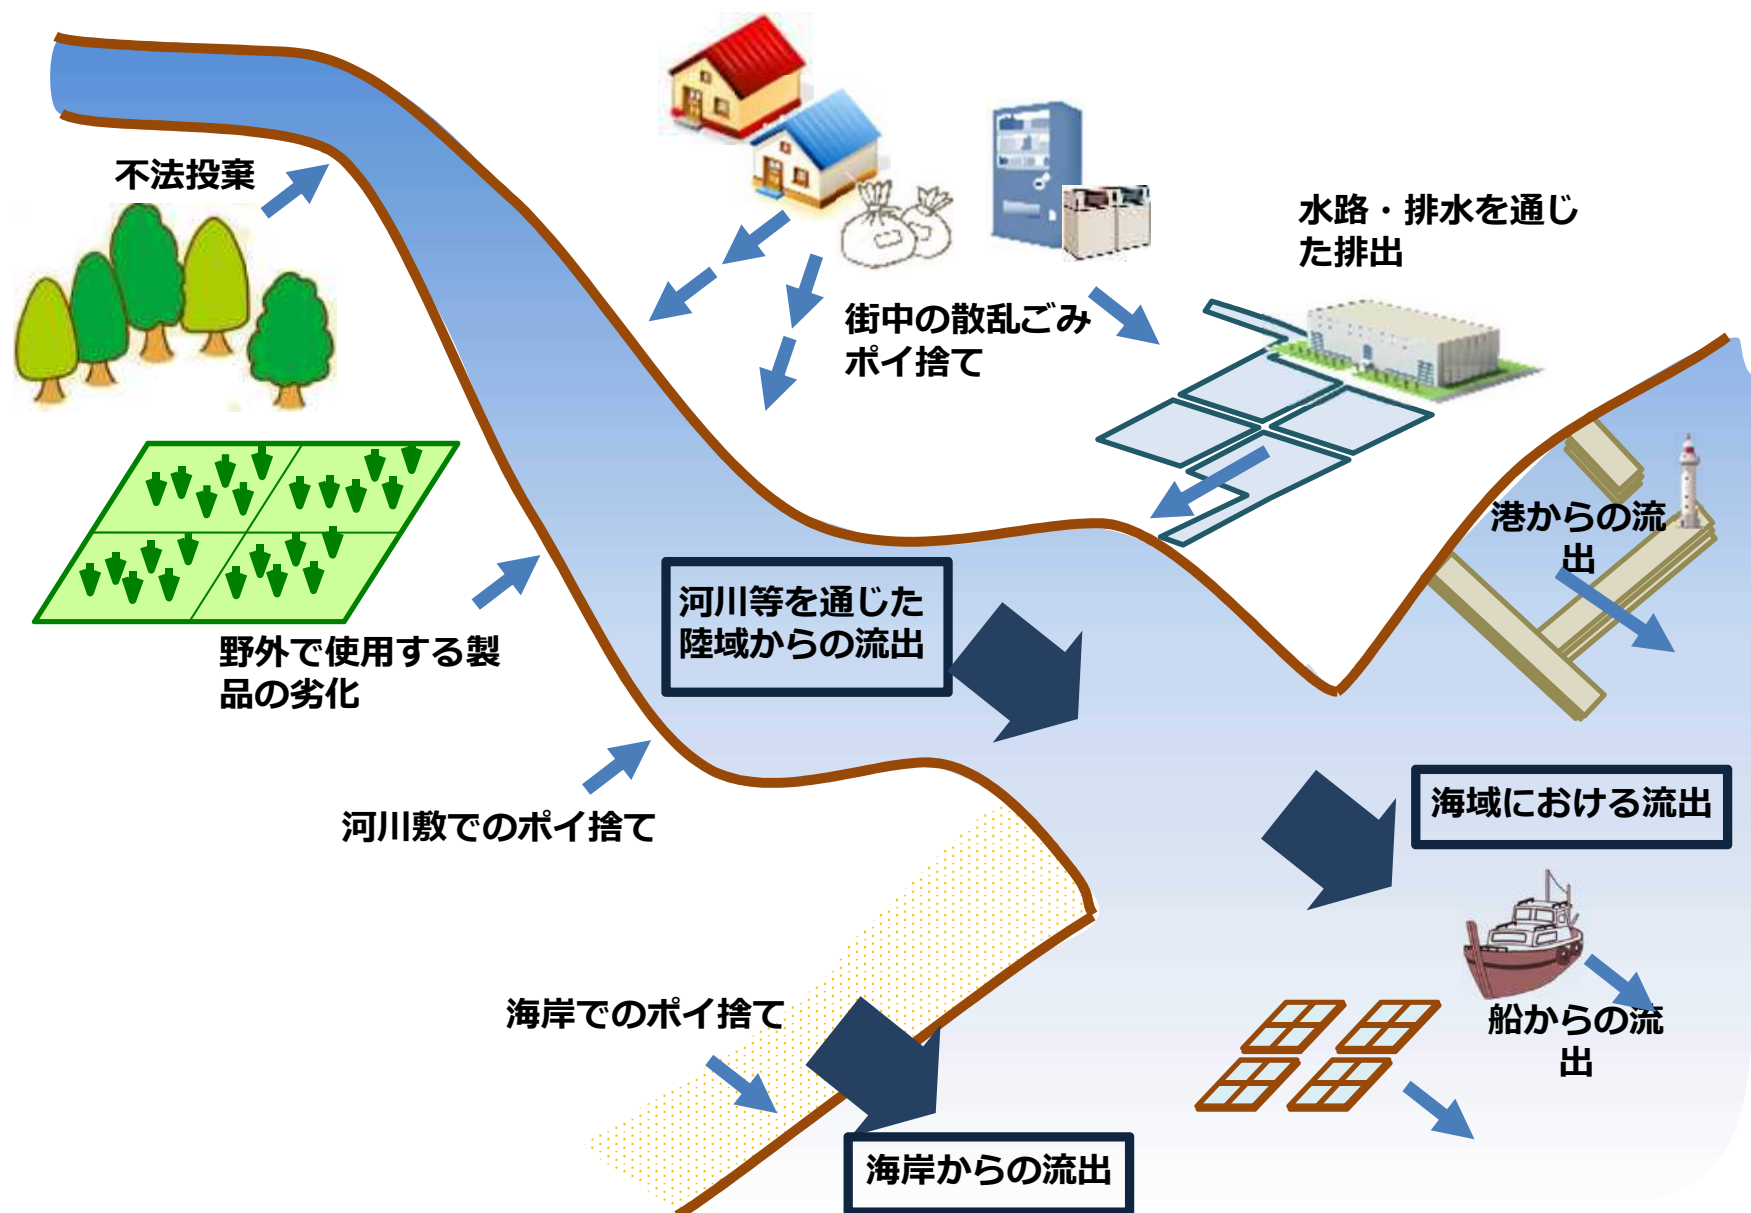 不法投棄
水路・排水を通じ
た排出
街中の散乱ごみ
ポイ捨て
港からの流
出
河川等を通じた
陸域からの流出
野外で使用する製
品の劣化
海域における流出
河川敷でのポイ捨て
海岸でのポイ捨て
船からの流
出
海岸からの流出